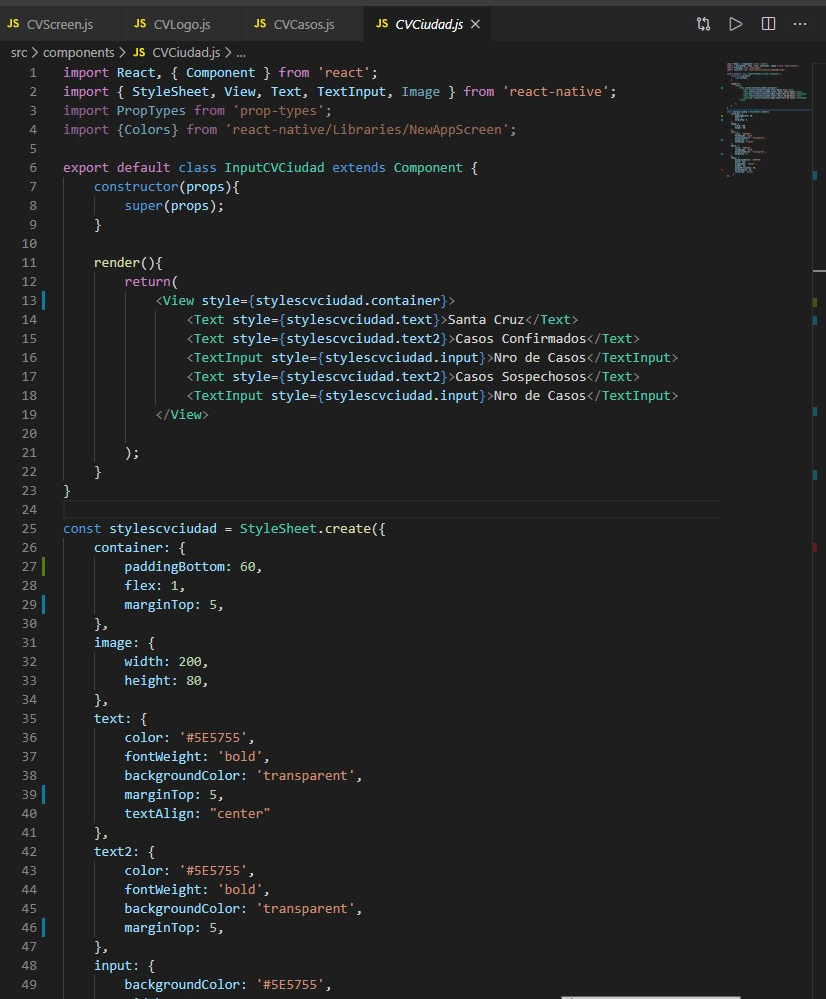 JS CVScreen.js JS CVLogo.js JS CVCasos.js JS CVCiudad.js
src > components > JS CVCiudad.js > ...
1 import React, { Component } from 'react';
2 import { StyleSheet, View, Text, TextInput, Image } from 'react-native';
3 import PropTypes from 'prop-types';
4 import {Colors} from 'react-native/Libraries/NewAppScreen';
5
6 export default class InputCVCiudad extends Component {
7     constructor(props){
8         super(props);
9     }
10
11     render(){
12         return(
13             <View style={stylescvciudad.container}>
14                 <Text style={stylescvciudad.text}>Santa Cruz</Text>
15                 <Text style={stylescvciudad.text2}>Casos Confirmados</Text>
16                 <TextInput style={stylescvciudad.input}>Nro de Casos</TextInput>
17                 <Text style={stylescvciudad.text2}>Casos Sospechosos</Text>
18                 <TextInput style={stylescvciudad.input}>Nro de Casos</TextInput>
19             </View>
20
21         );
22     }
23 }
24
25 const stylescvciudad = StyleSheet.create({
26     container: {
27         paddingBottom: 60,
28         flex: 1,
29         marginTop: 5,
30     },
31     image: {
32         width: 200,
33         height: 80,
34     },
35     text: {
36         color: '#5E5755',
37         fontWeight: 'bold',
38         backgroundColor: 'transparent',
39         marginTop: 5,
40         textAlign: "center"
41     },
42     text2: {
43         color: '#5E5755',
44         fontWeight: 'bold',
45         backgroundColor: 'transparent',
46         marginTop: 5,
47     },
48     input: {
49         backgroundColor: '#5E5755',